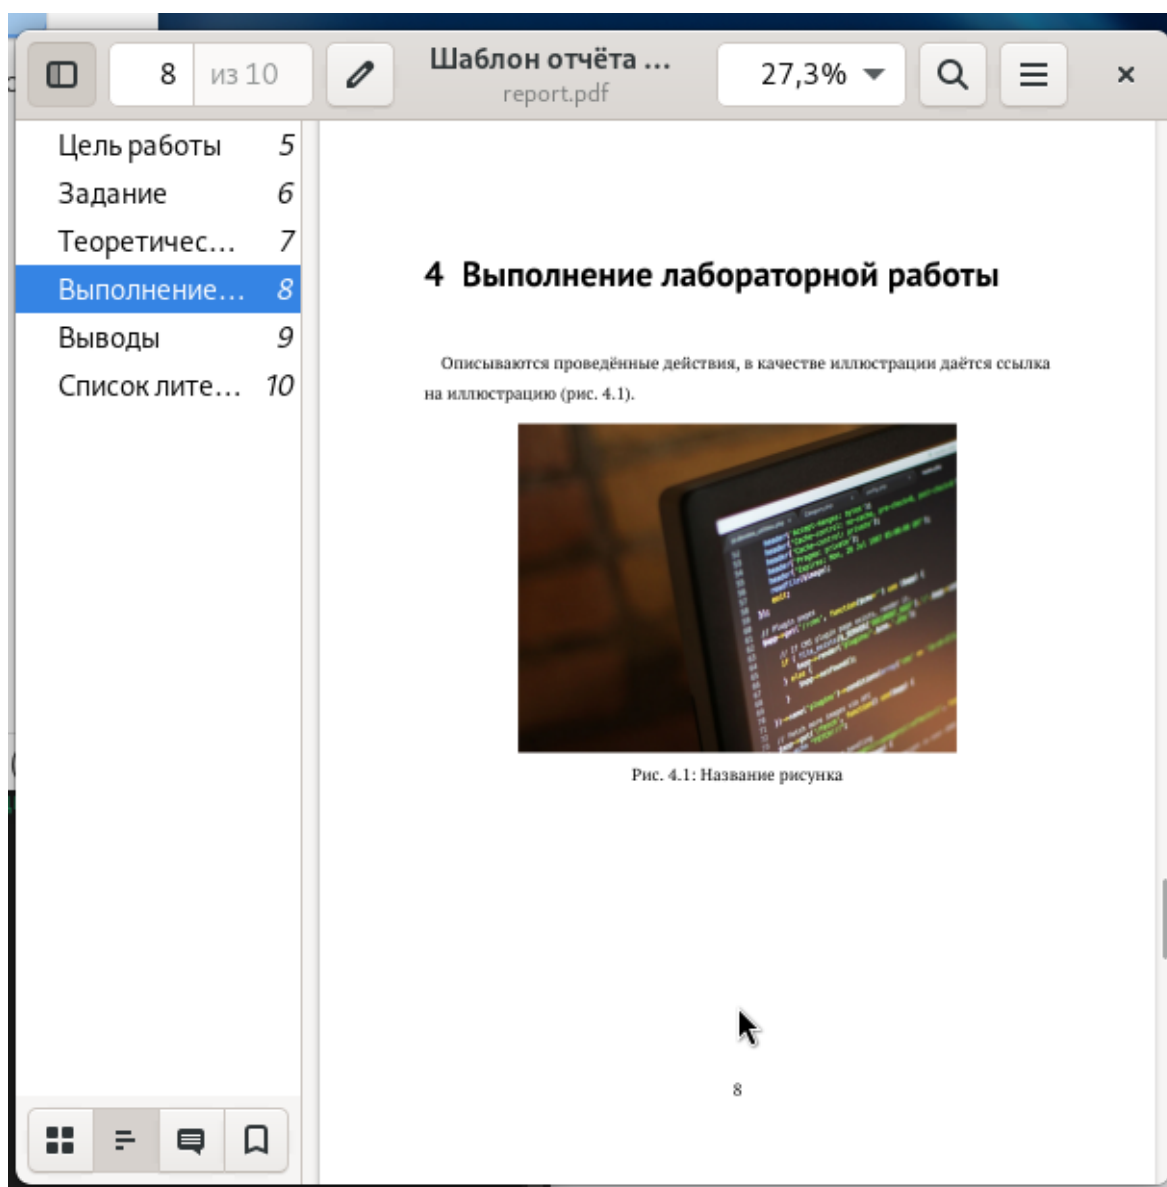 8 из 10
Шаблон отчёта ...
report.pdf
27,3%
Цель работы 5
Задание 6
Теоретичес... 7
Выполнение... 8
Выводы 9
Список лите... 10
4 Выполнение лабораторной работы
Описываются проведённые действия, в качестве иллюстрации даётся ссылка
на иллюстрацию (рис. 4.1).
Рис. 4.1: Название рисунка
8